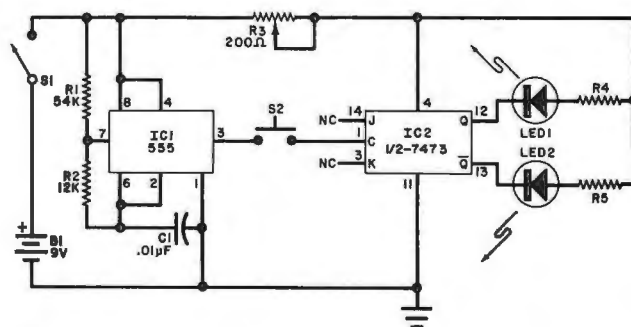 S1
R1
54K
R2
12K
+
B1
9V
8
4
7
IC1
555
3
6
2
1
C1
.01µF
R3
200Ω
S2
NC
14
J
1
C
NC
3
K
4
IC2
1/2-7473
11
Q
12
Q̅
13
LED1
LED2
R4
R5